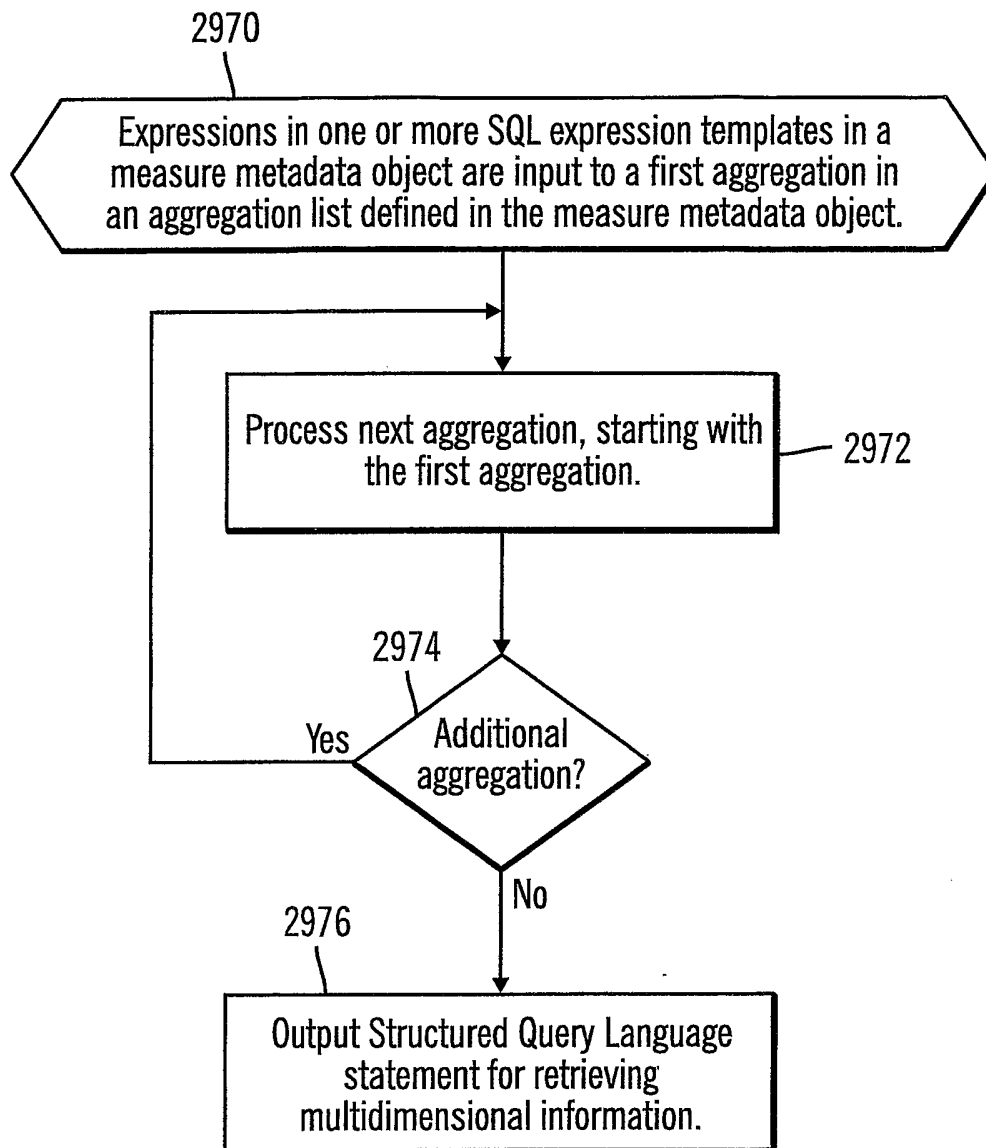 2970
Expressions in one or more SQL expression templates in a
measure metadata object are input to a first aggregation in
an aggregation list defined in the measure metadata object.
Process next aggregation, starting with
the first aggregation.
2972
2974
Yes
Additional
aggregation?
No
2976
Output Structured Query Language
statement for retrieving
multidimensional information.